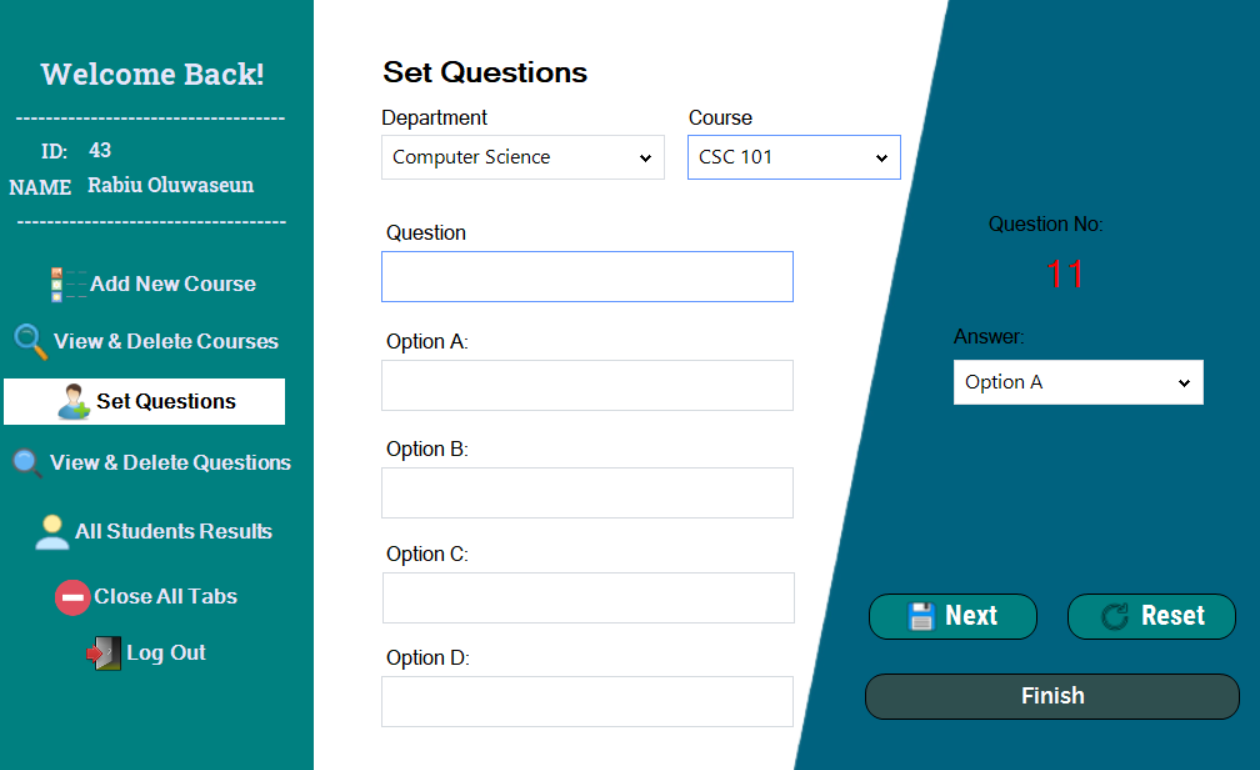 Welcome Back!
------------------------------------
ID: 43
NAME Rabiu Oluwaseun
------------------------------------
Add New Course
View & Delete Courses
Set Questions
View & Delete Questions
All Students Results
Close All Tabs
Log Out
Set Questions
Department
Computer Science
Course
CSC 101
Question
Option A:
Option B:
Option C:
Option D:
Question No:
11
Answer:
Option A
Next
Reset
Finish